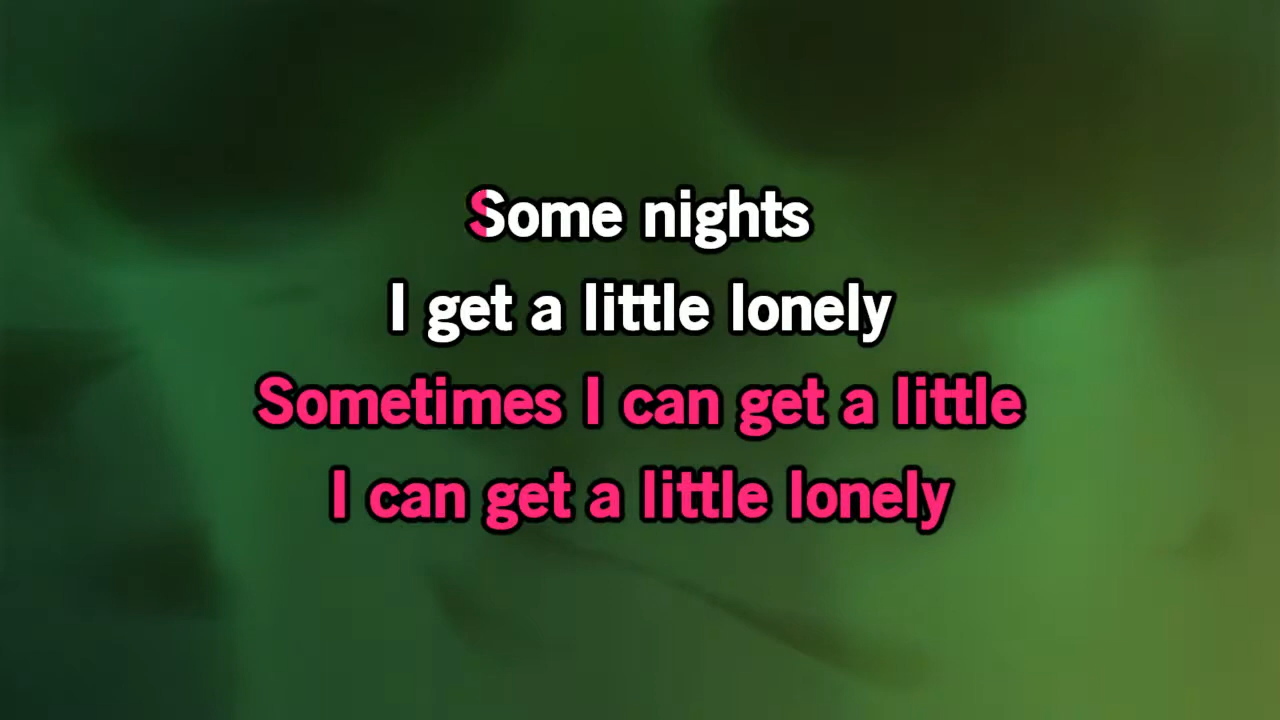 Some nights
I get a little lonely
Sometimes I can get a little
I can get a little lonely